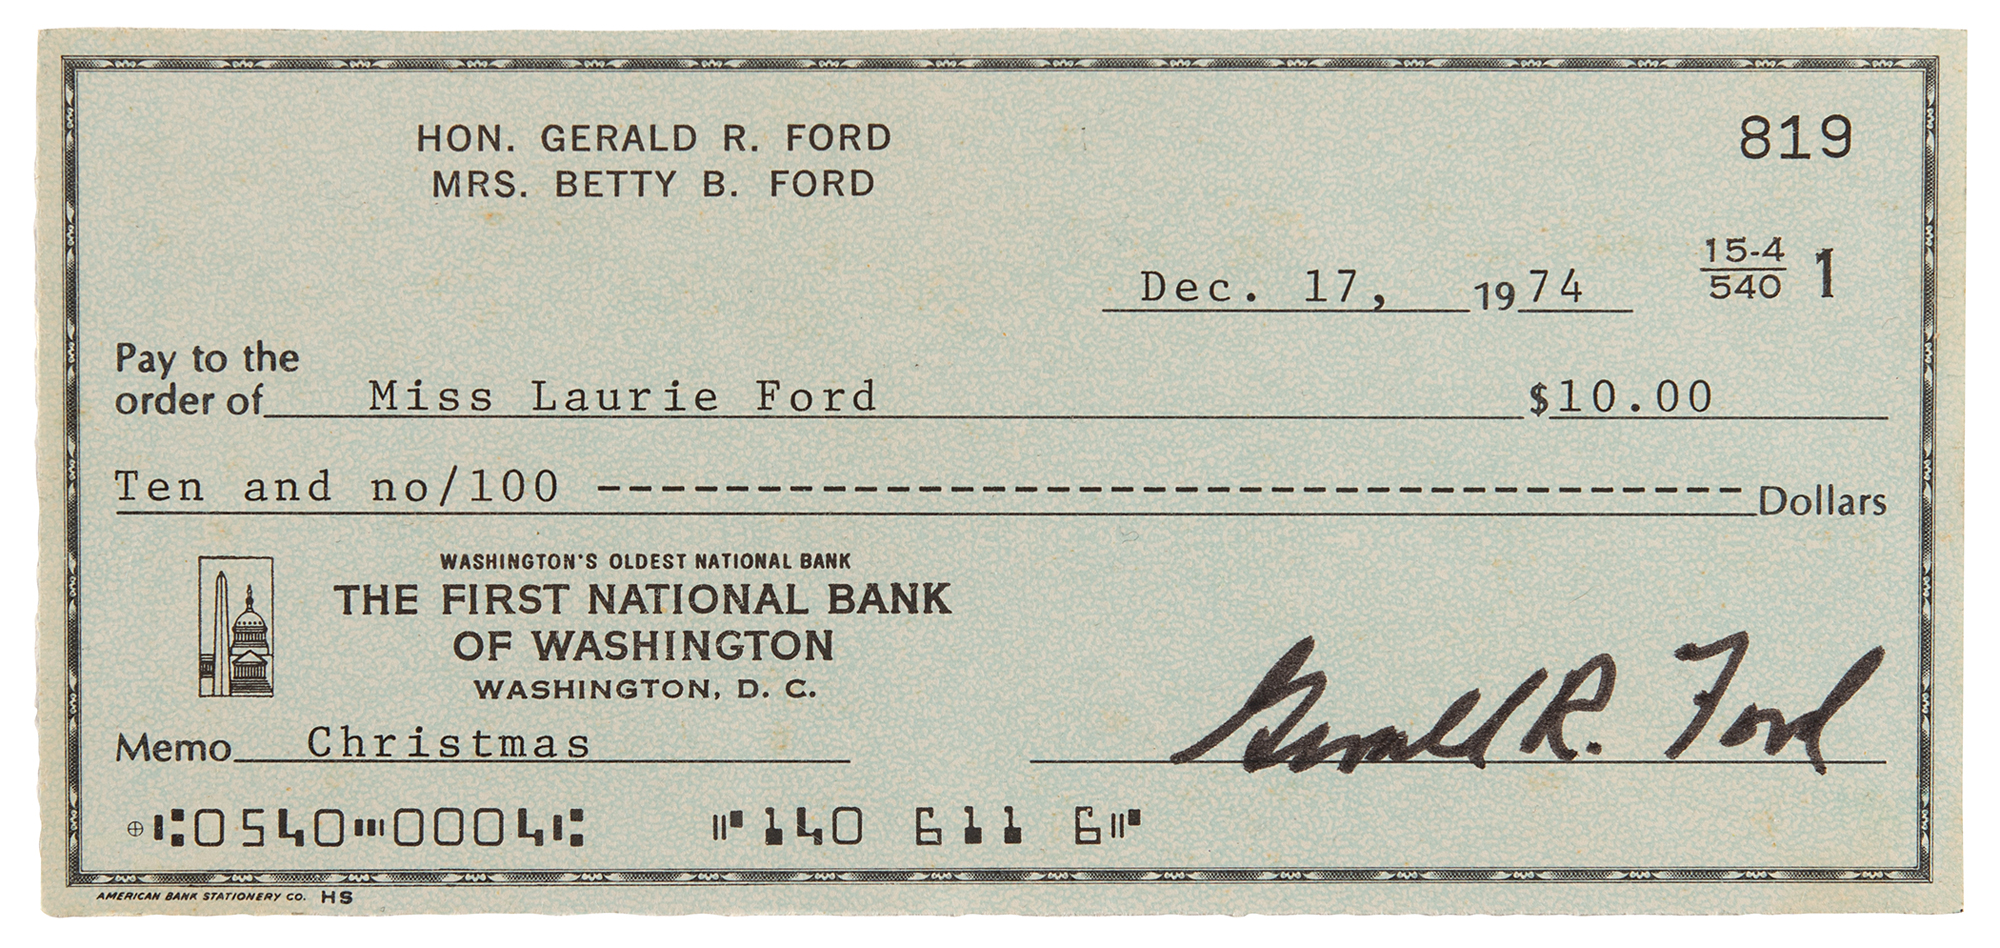 HON. GERALD R. FORD
MRS. BETTY B. FORD
819
15-4
540
1
Dec. 17, 1974
Pay to the
order of Miss Laurie Ford $10.00
Ten and no/100 ------------------------------------ Dollars
WASHINGTON'S OLDEST NATIONAL BANK
THE FIRST NATIONAL BANK
OF WASHINGTON
WASHINGTON, D. C.
Memo Christmas
Gerald R. Ford
⑆0540⑉0004⑆ ⑈140 611 6⑈
AMERICAN BANK STATIONERY CO. HS